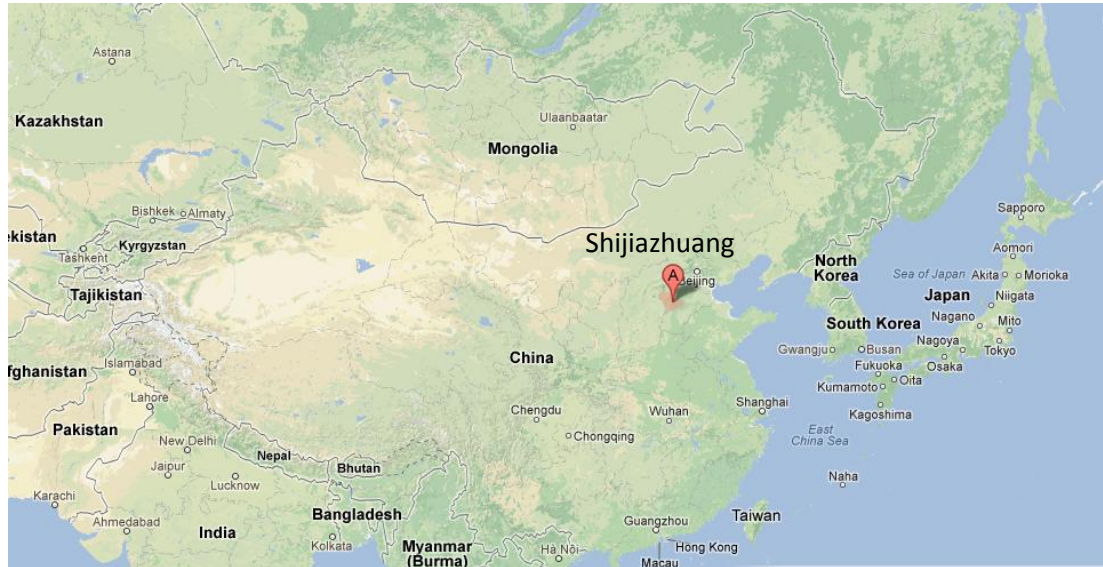 Astana
Kazakhstan
Ulaanbaatar
Mongolia
Bishkek
Almaty
Sapporo
ekistan
Tashkent
Kyrgyzstan
Shijiazhuang
Aomori
A
Beijing
North
Korea
Sea of Japan
Akita
Morioka
Tajikistan
Japan
Niigata
South Korea
Nagano
Mito
Gwangju
Busan
Nagoya
Tokyo
Islamabad
China
Fukuoka
Osaka
fghanistan
Oita
Kumamoto
Lahore
Shanghai
Kagoshima
Chengdu
Wuhan
Pakistan
Chongqing
East
China Sea
New Delhi
Nepal
Bhutan
Jaipur
Lucknow
Naha
Karachi
Bangladesh
Taiwan
Ahmedabad
India
Guangzhou
Kolkata
Myanmar
(Burma)
Hà Nội
Hong Kong
Macau